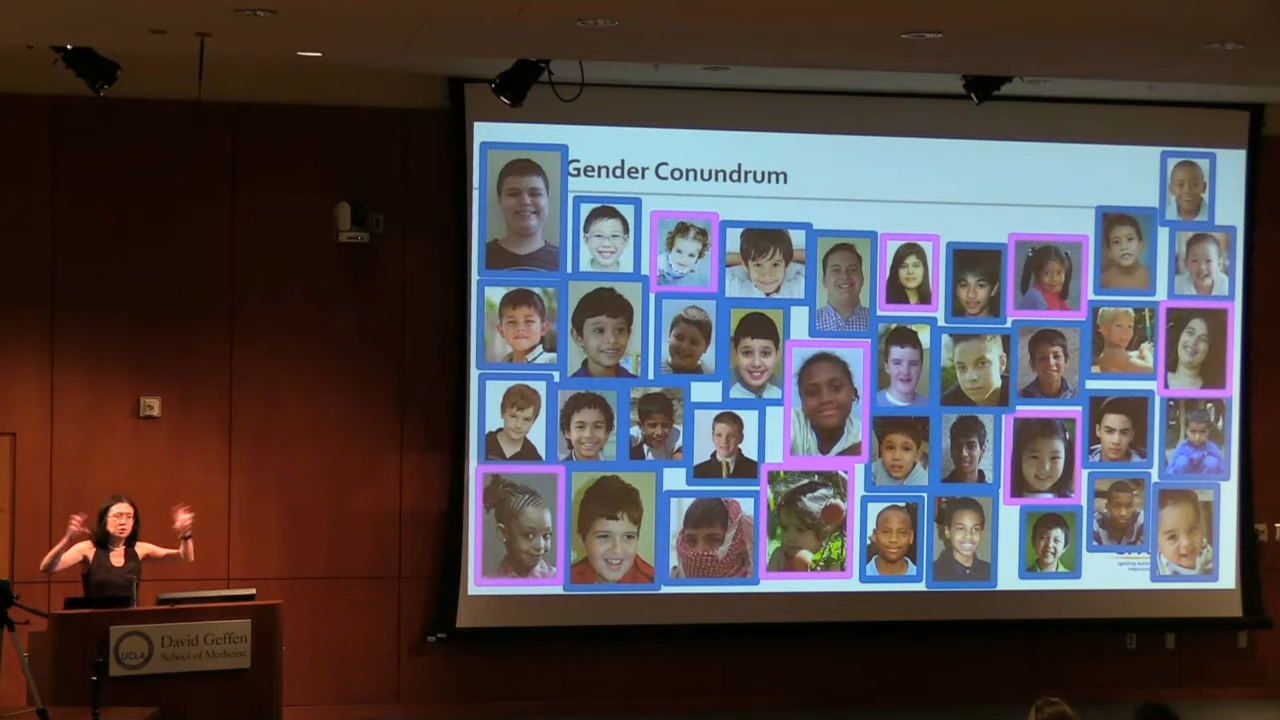 Gender Conundrum
David Geffen
UCLA
School of Medicine